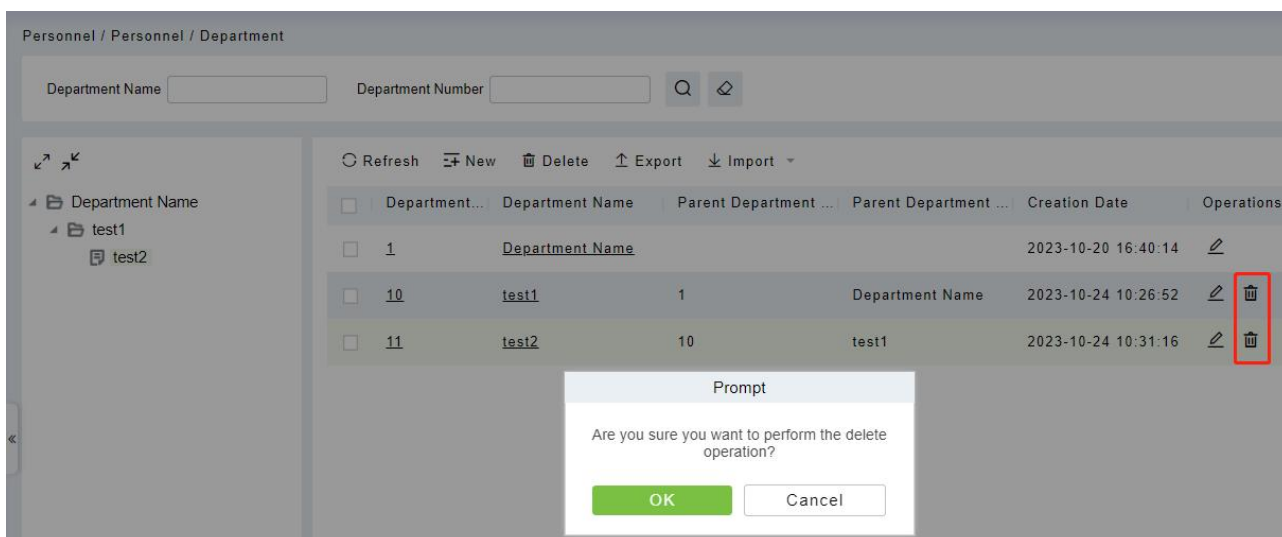 Personnel / Personnel / Department
Department Name Department Number
Refresh New Delete Export Import
Department Name
test1
test2
Department... Department Name Parent Department ... Parent Department ... Creation Date Operations
1 Department Name 2023-10-20 16:40:14
10 test1 1 Department Name 2023-10-24 10:26:52
11 test2 10 test1 2023-10-24 10:31:16
Prompt
Are you sure you want to perform the delete
operation?
OK Cancel